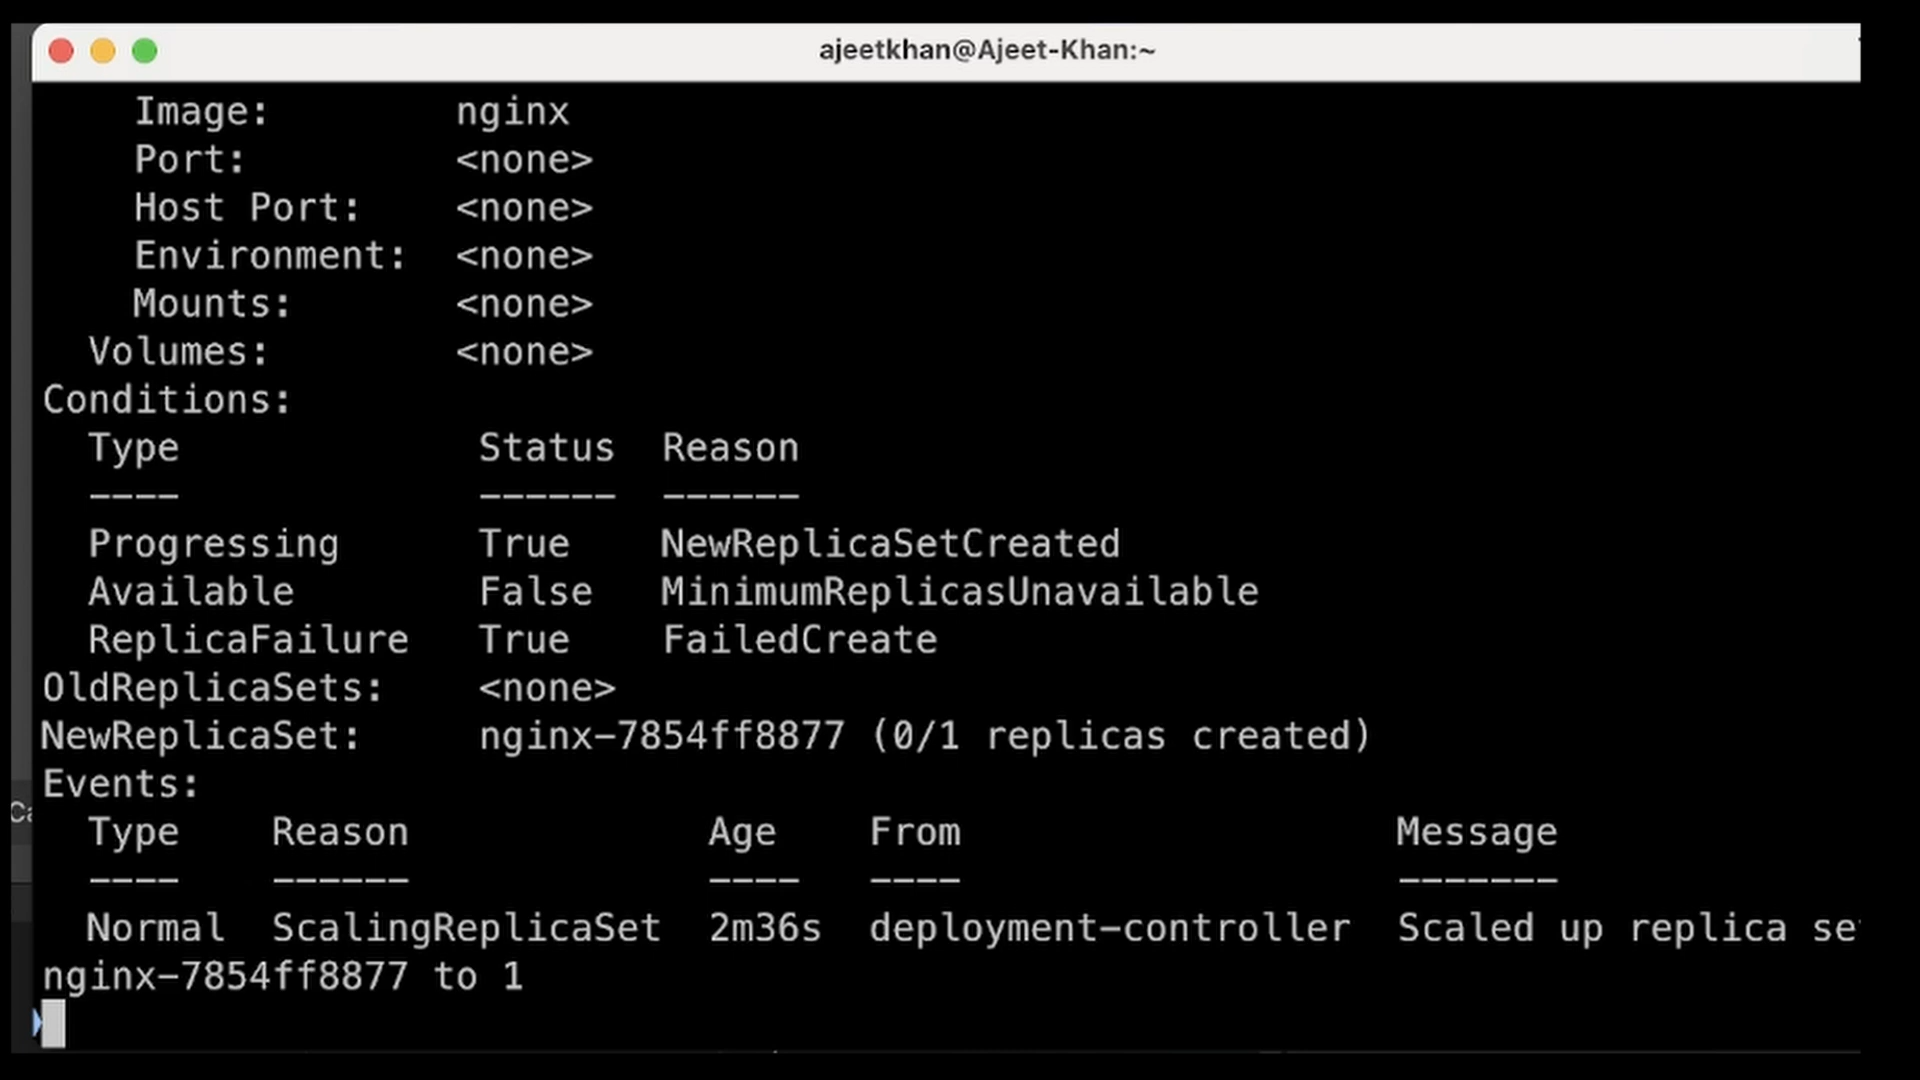 ajeetkhan@Ajeet-Khan:~
Image: nginx
Port: <none>
Host Port: <none>
Environment: <none>
Mounts: <none>
Volumes: <none>
Conditions:
Type Status Reason
---- ------ ------
Progressing True NewReplicaSetCreated
Available False MinimumReplicasUnavailable
ReplicaFailure True FailedCreate
OldReplicaSets: <none>
NewReplicaSet: nginx-7854ff8877 (0/1 replicas created)
Events:
Type Reason Age From Message
---- ------ ---- ---- -------
Normal ScalingReplicaSet 2m36s deployment-controller Scaled up replica se
nginx-7854ff8877 to 1